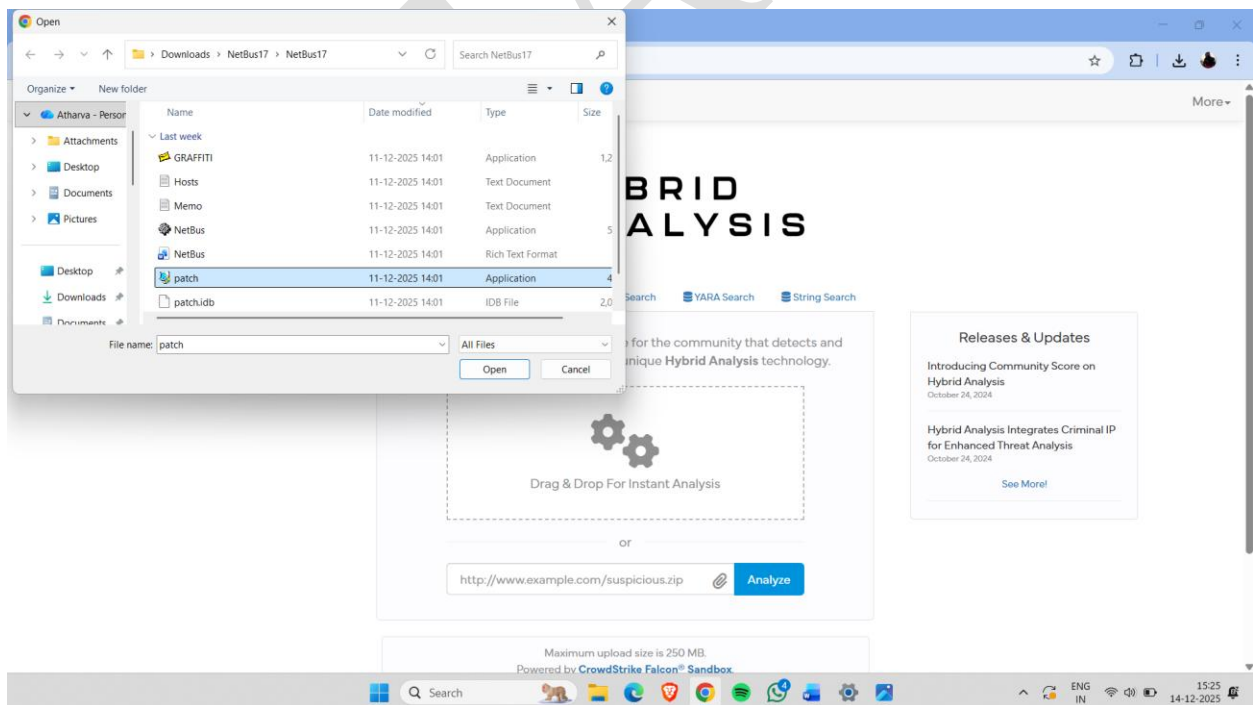 Open
Downloads > NetBus17 > NetBus17
Search NetBus17
Organize
New folder
Atharva - Person
Attachments
Desktop
Documents
Pictures
Desktop
Downloads
Documents
Name Date modified Type Size
Last week
GRAFFITI 11-12-2025 14:01 Application 1,2
Hosts 11-12-2025 14:01 Text Document
Memo 11-12-2025 14:01 Text Document
NetBus 11-12-2025 14:01 Application 5
NetBus 11-12-2025 14:01 Rich Text Format
patch 11-12-2025 14:01 Application 4
patch.idb 11-12-2025 14:01 IDB File 2,0
File name: patch
All Files
Open Cancel
More
BRID
ALYSIS
Search YARA Search String Search
for the community that detects and
unique Hybrid Analysis technology.
Drag & Drop For Instant Analysis
or
http://www.example.com/suspicious.zip Analyze
Maximum upload size is 250 MB.
Powered by CrowdStrike Falcon® Sandbox.
Releases & Updates
Introducing Community Score on
Hybrid Analysis
October 24, 2024
Hybrid Analysis Integrates Criminal IP
for Enhanced Threat Analysis
October 24, 2024
See More!
Search
4
ENG
IN
15:25
14-12-2025